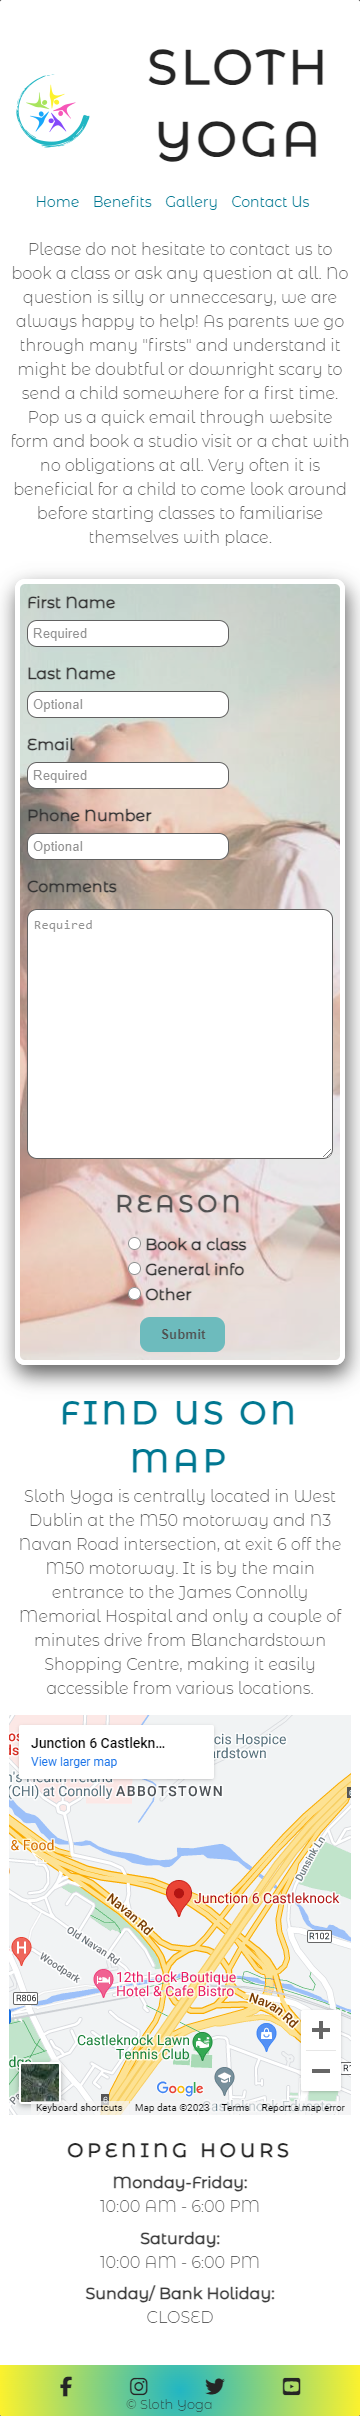 SLOTH
YOGA
Home Benefits Gallery Contact Us
Please do not hesitate to contact us to
book a class or ask any question at all. No
question is silly or unneccesary, we are
always happy to help! As parents we go
through many "firsts" and understand it
might be doubtful or downright scary to
send a child somewhere for a first time.
Pop us a quick email through website
form and book a studio visit or a chat with
no obligations at all. Very often it is
beneficial for a child to come look around
before starting classes to familiarise
themselves with place.
First Name
Required
Last Name
Optional
Email
Required
Phone Number
Optional
Comments
Required
REASON
Book a class
General info
Other
Submit
FIND US ON
MAP
Sloth Yoga is centrally located in West
Dublin at the M50 motorway and N3
Navan Road intersection, at exit 6 off the
M50 motorway. It is by the main
entrance to the James Connolly
Memorial Hospital and only a couple of
minutes drive from Blanchardstown
Shopping Centre, making it easily
accessible from various locations.
Junction 6 Castlekn...
View larger map
cis Hospice
ardstown
(CHI) at Connolly ABBOTSTOWN
& Food
Dunsink Ln
Navan Rd
Junction 6 Castleknock
R102
Old Navan Rd
H
Woodpark
12th Lock Boutique
Hotel & Cafe Bistro
R806
Navan Rd
Castleknock Lawn
Tennis Club
Google
Keyboard shortcuts Map data ©2023 Terms Report a map error
OPENING HOURS
Monday-Friday:
10:00 AM - 6:00 PM
Saturday:
10:00 AM - 6:00 PM
Sunday/ Bank Holiday:
CLOSED
© Sloth Yoga